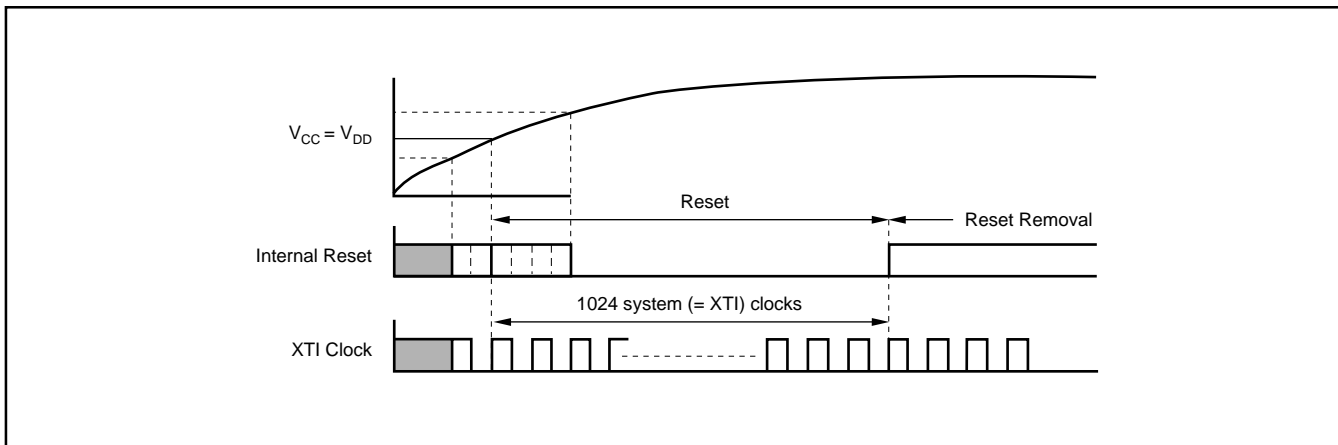 V_CC = V_DD
Reset
Internal Reset
Reset Removal
1024 system (= XTI) clocks
XTI Clock